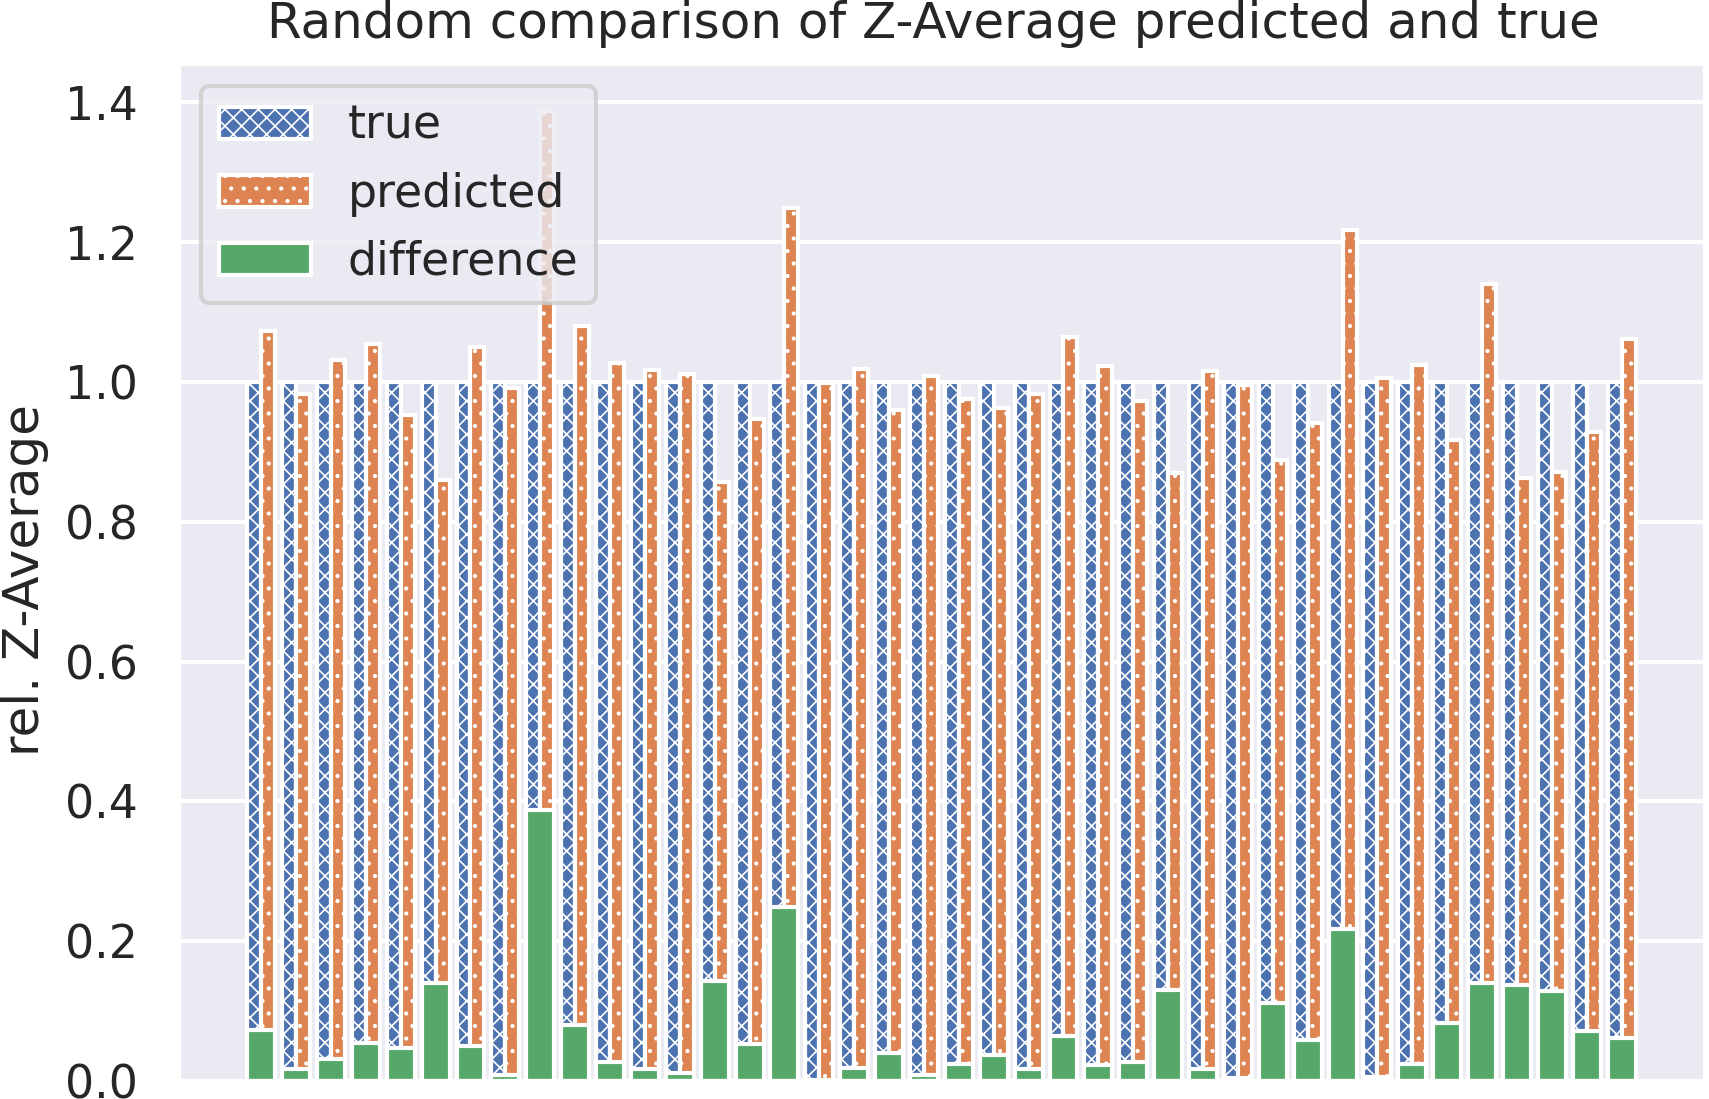 Random comparison of Z-Average predicted and true
rel. Z-Average
1.4
1.2
1.0
0.8
0.6
0.4
0.2
0.0
true
predicted
difference